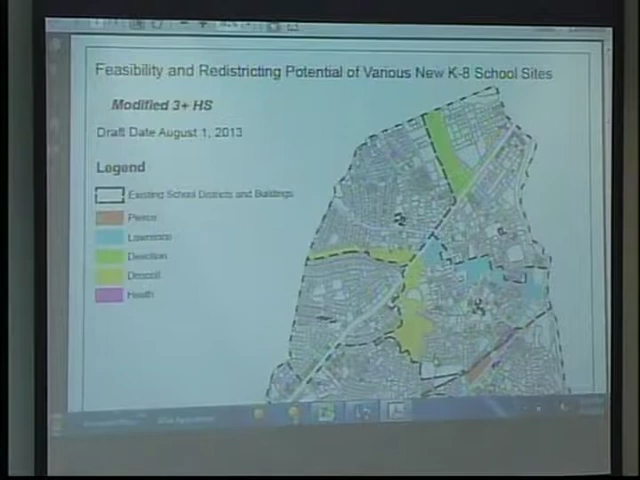 Feasibility and Redistricting Potential of Various New K-8 School Sites
Modified 3+ HS
Draft Date August 1, 2013
Legend
Existing School Districts and Buildings
Pierce
Lawrence
Devotion
Driscoll
Heath